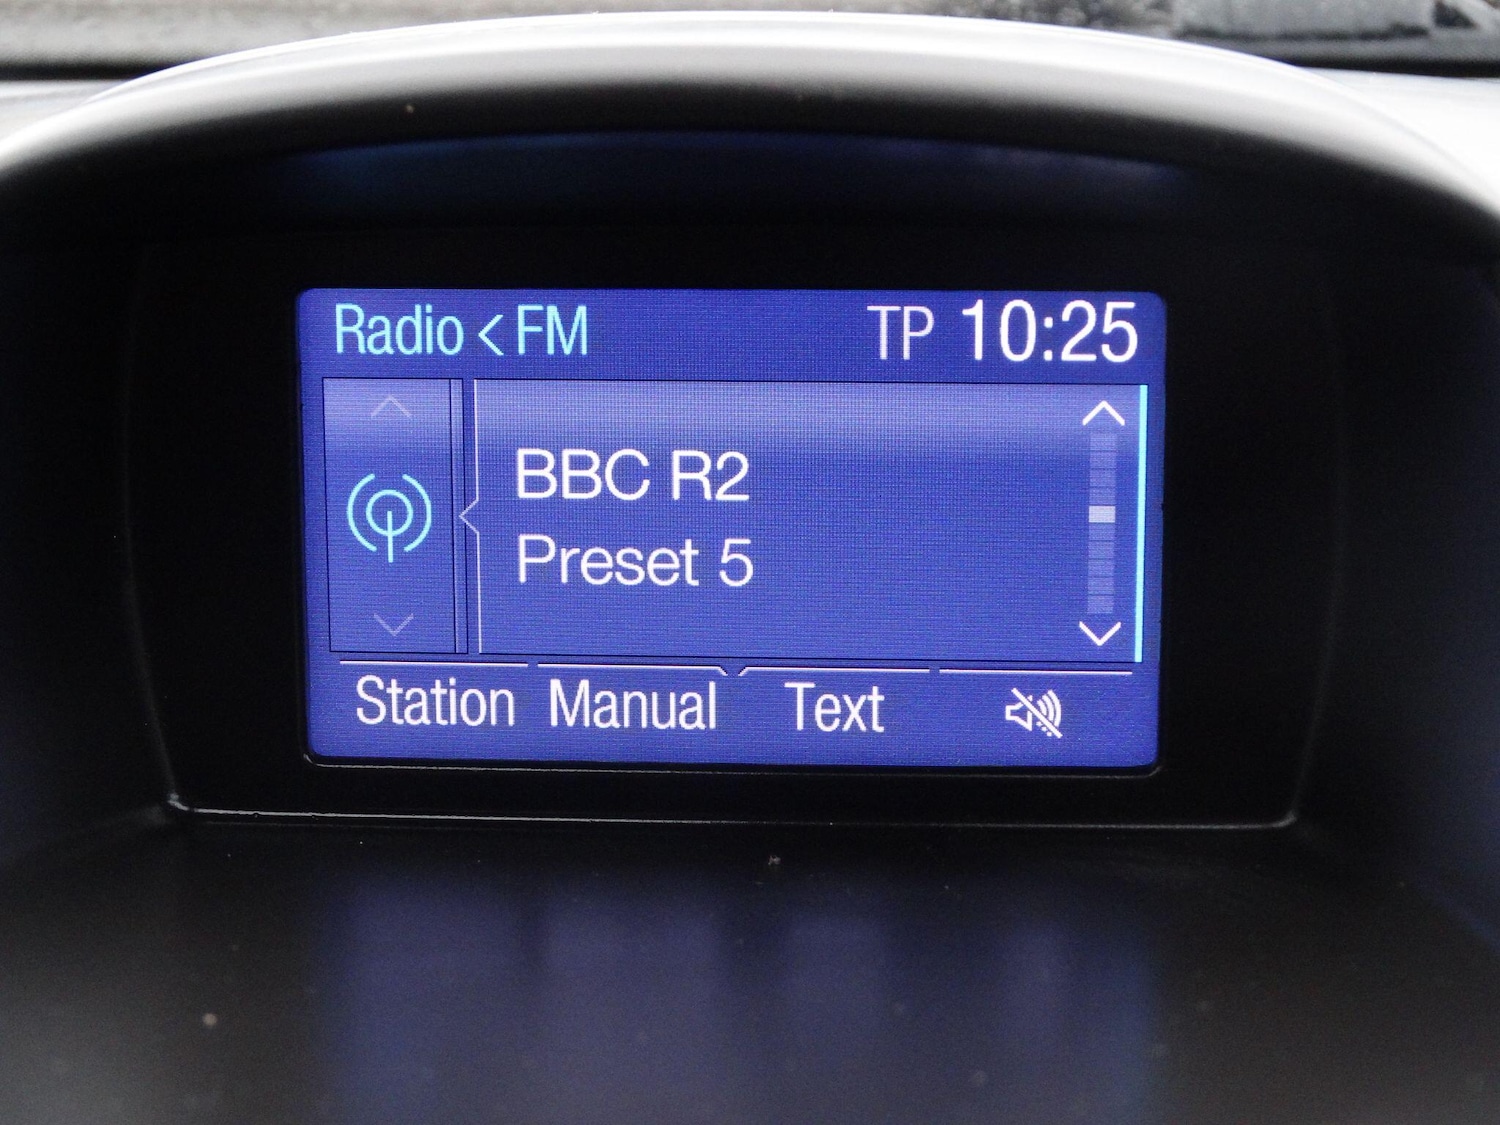 Radio < FM TP 10:25
BBC R2
Preset 5
Station Manual Text